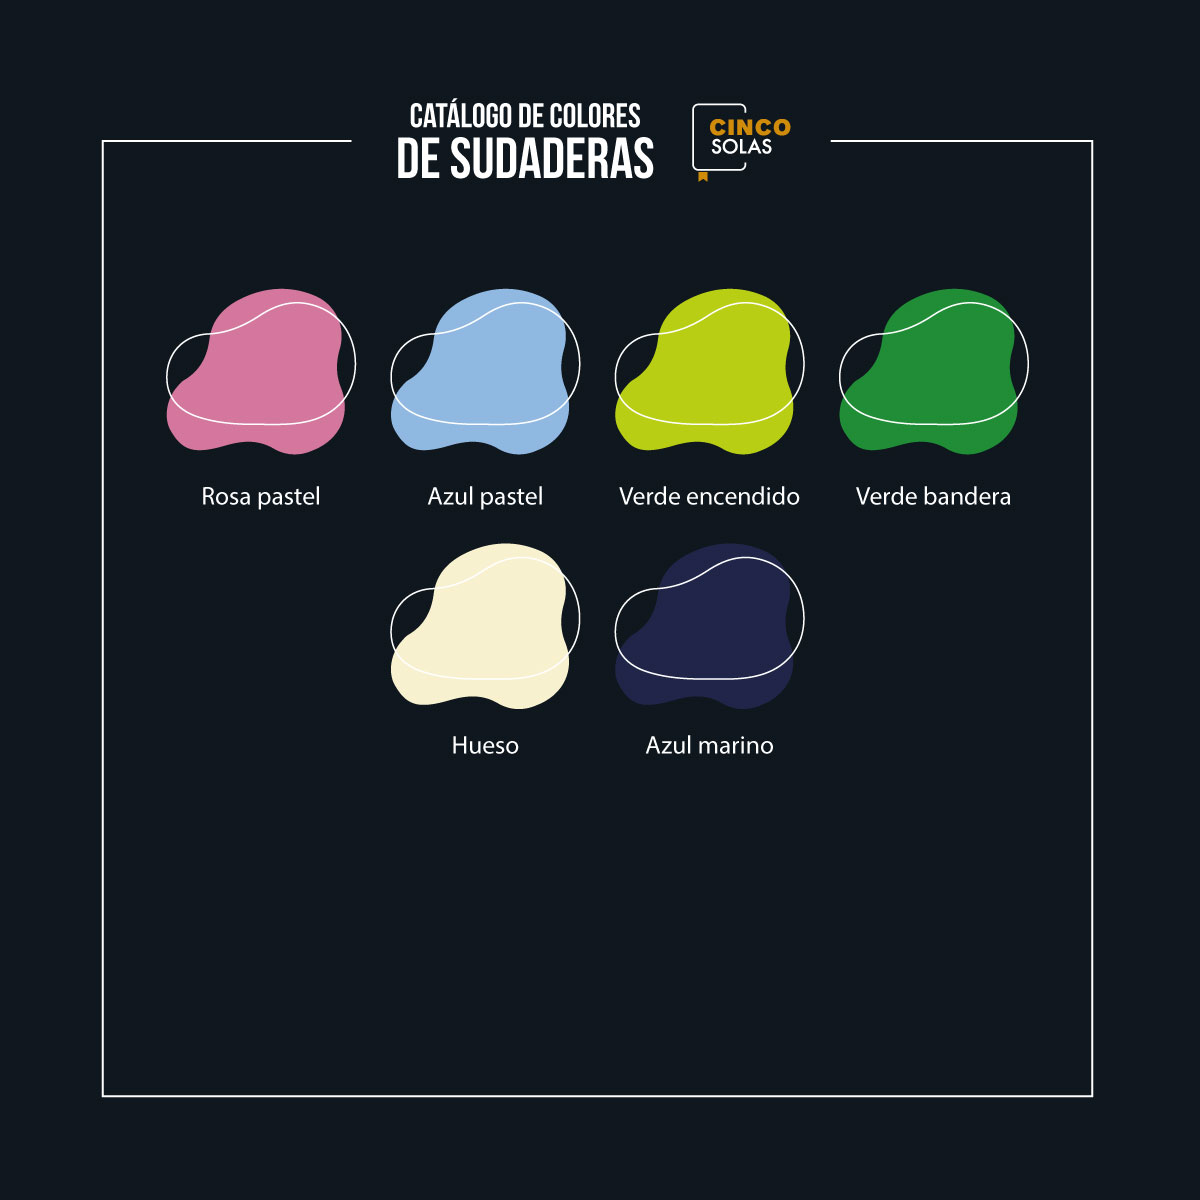 CATÁLOGO DE COLORES
DE SUDADERAS
CINCO
SOLAS
Rosa pastel
Azul pastel
Verde encendido
Verde bandera
Hueso
Azul marino